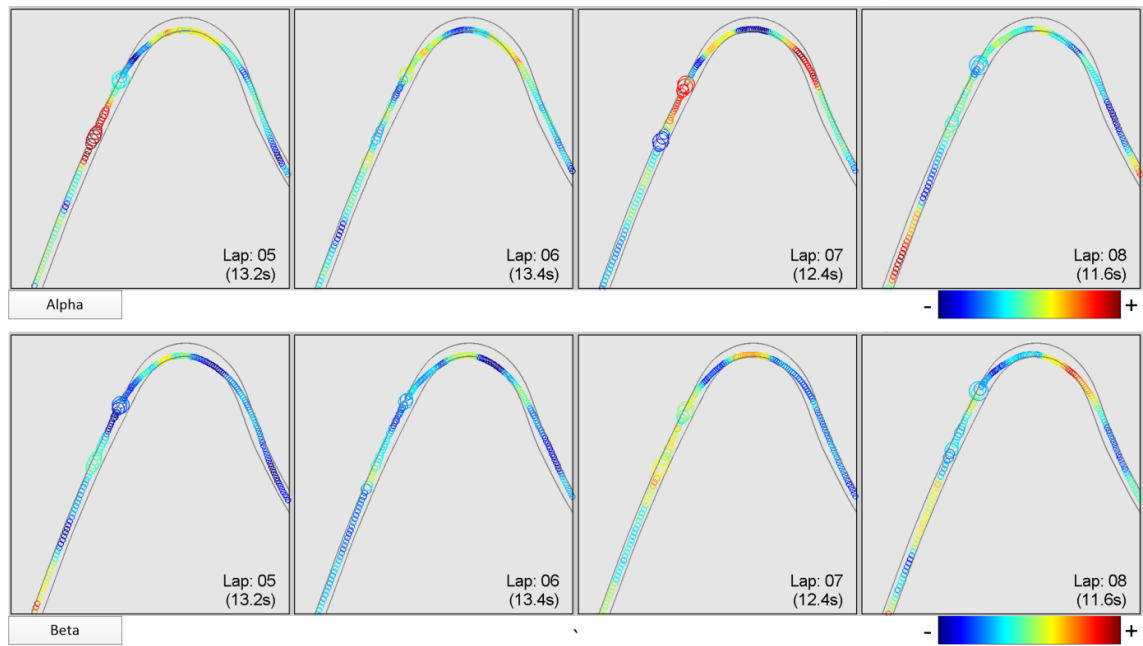 Lap: 05
(13.2s)
Lap: 06
(13.4s)
Lap: 07
(12.4s)
Lap: 08
(11.6s)
Alpha
- +
Lap: 05
(13.2s)
Lap: 06
(13.4s)
Lap: 07
(12.4s)
Lap: 08
(11.6s)
Beta
`
- +